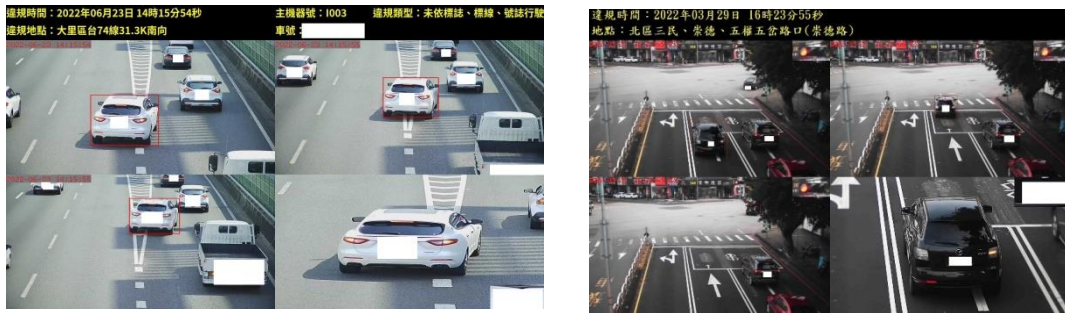 違規時間：2022年06月23日 14時15分54秒 主機器號：I003 違規類型：未依標誌、標線、號誌行駛
違規地點：大里區台74線31.3K南向 車號：
違規時間：2022年03月29日 16時23分55秒
地點：北區三民、崇德、五權五岔路口(崇德路)